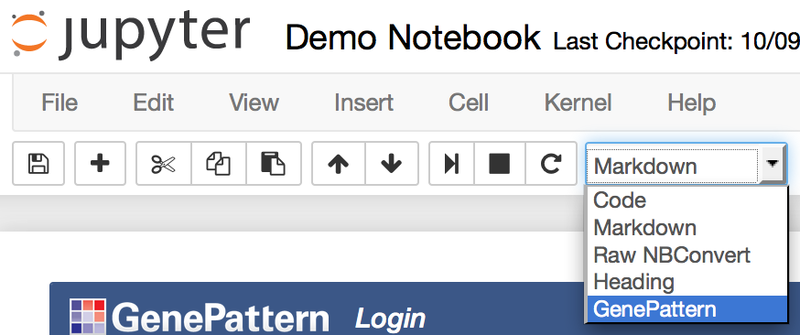 jupyter Demo Notebook Last Checkpoint: 10/09
File Edit View Insert Cell Kernel Help
Markdown
Code
Markdown
Raw NBConvert
Heading
GenePattern
GenePattern Login